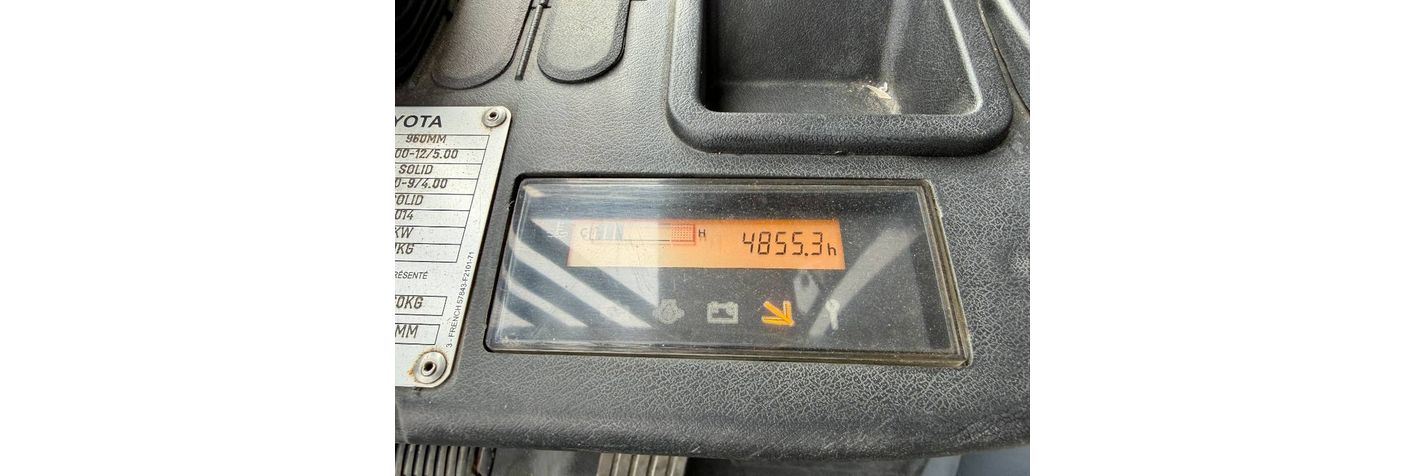 YOTA
960MM
00-12/5.00
SOLID
0-9/4.00
OLID
014
KW
KG
RÉSENTÉ
0KG
MM
3 - FRENCH 57843-F2101-71
C H
4855.3h